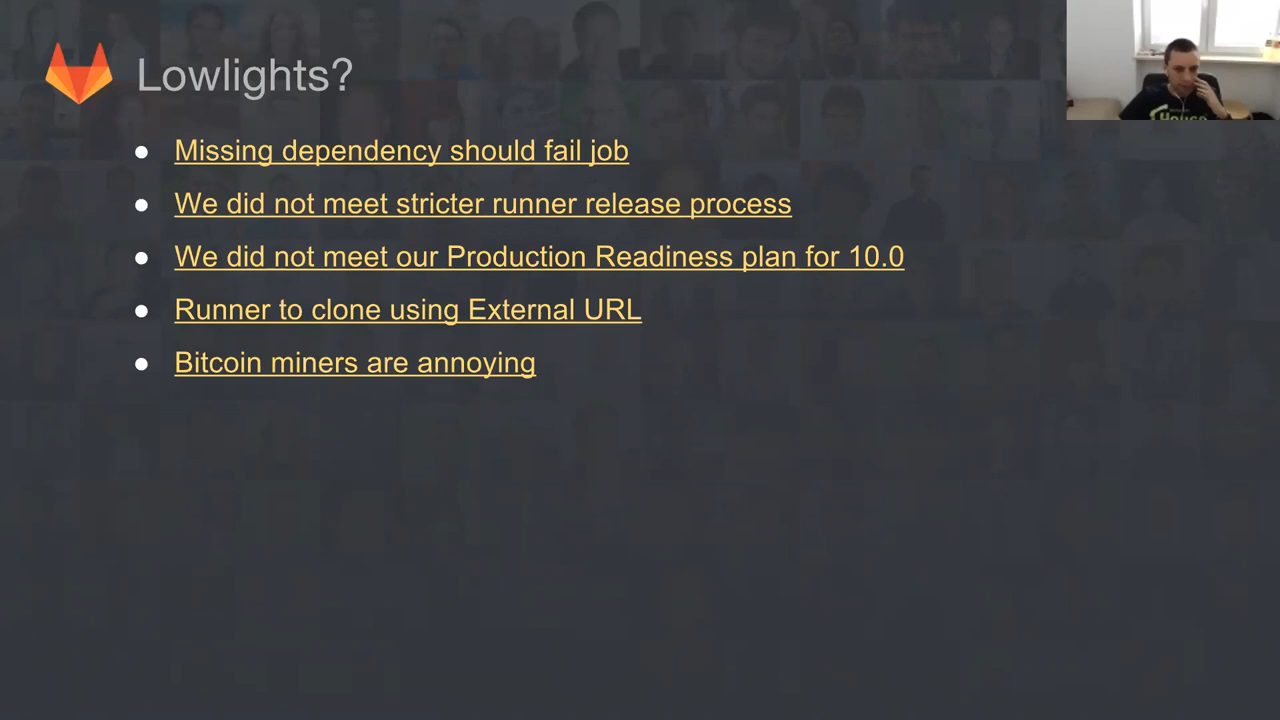 Lowlights?
Missing dependency should fail job
We did not meet stricter runner release process
We did not meet our Production Readiness plan for 10.0
Runner to clone using External URL
Bitcoin miners are annoying